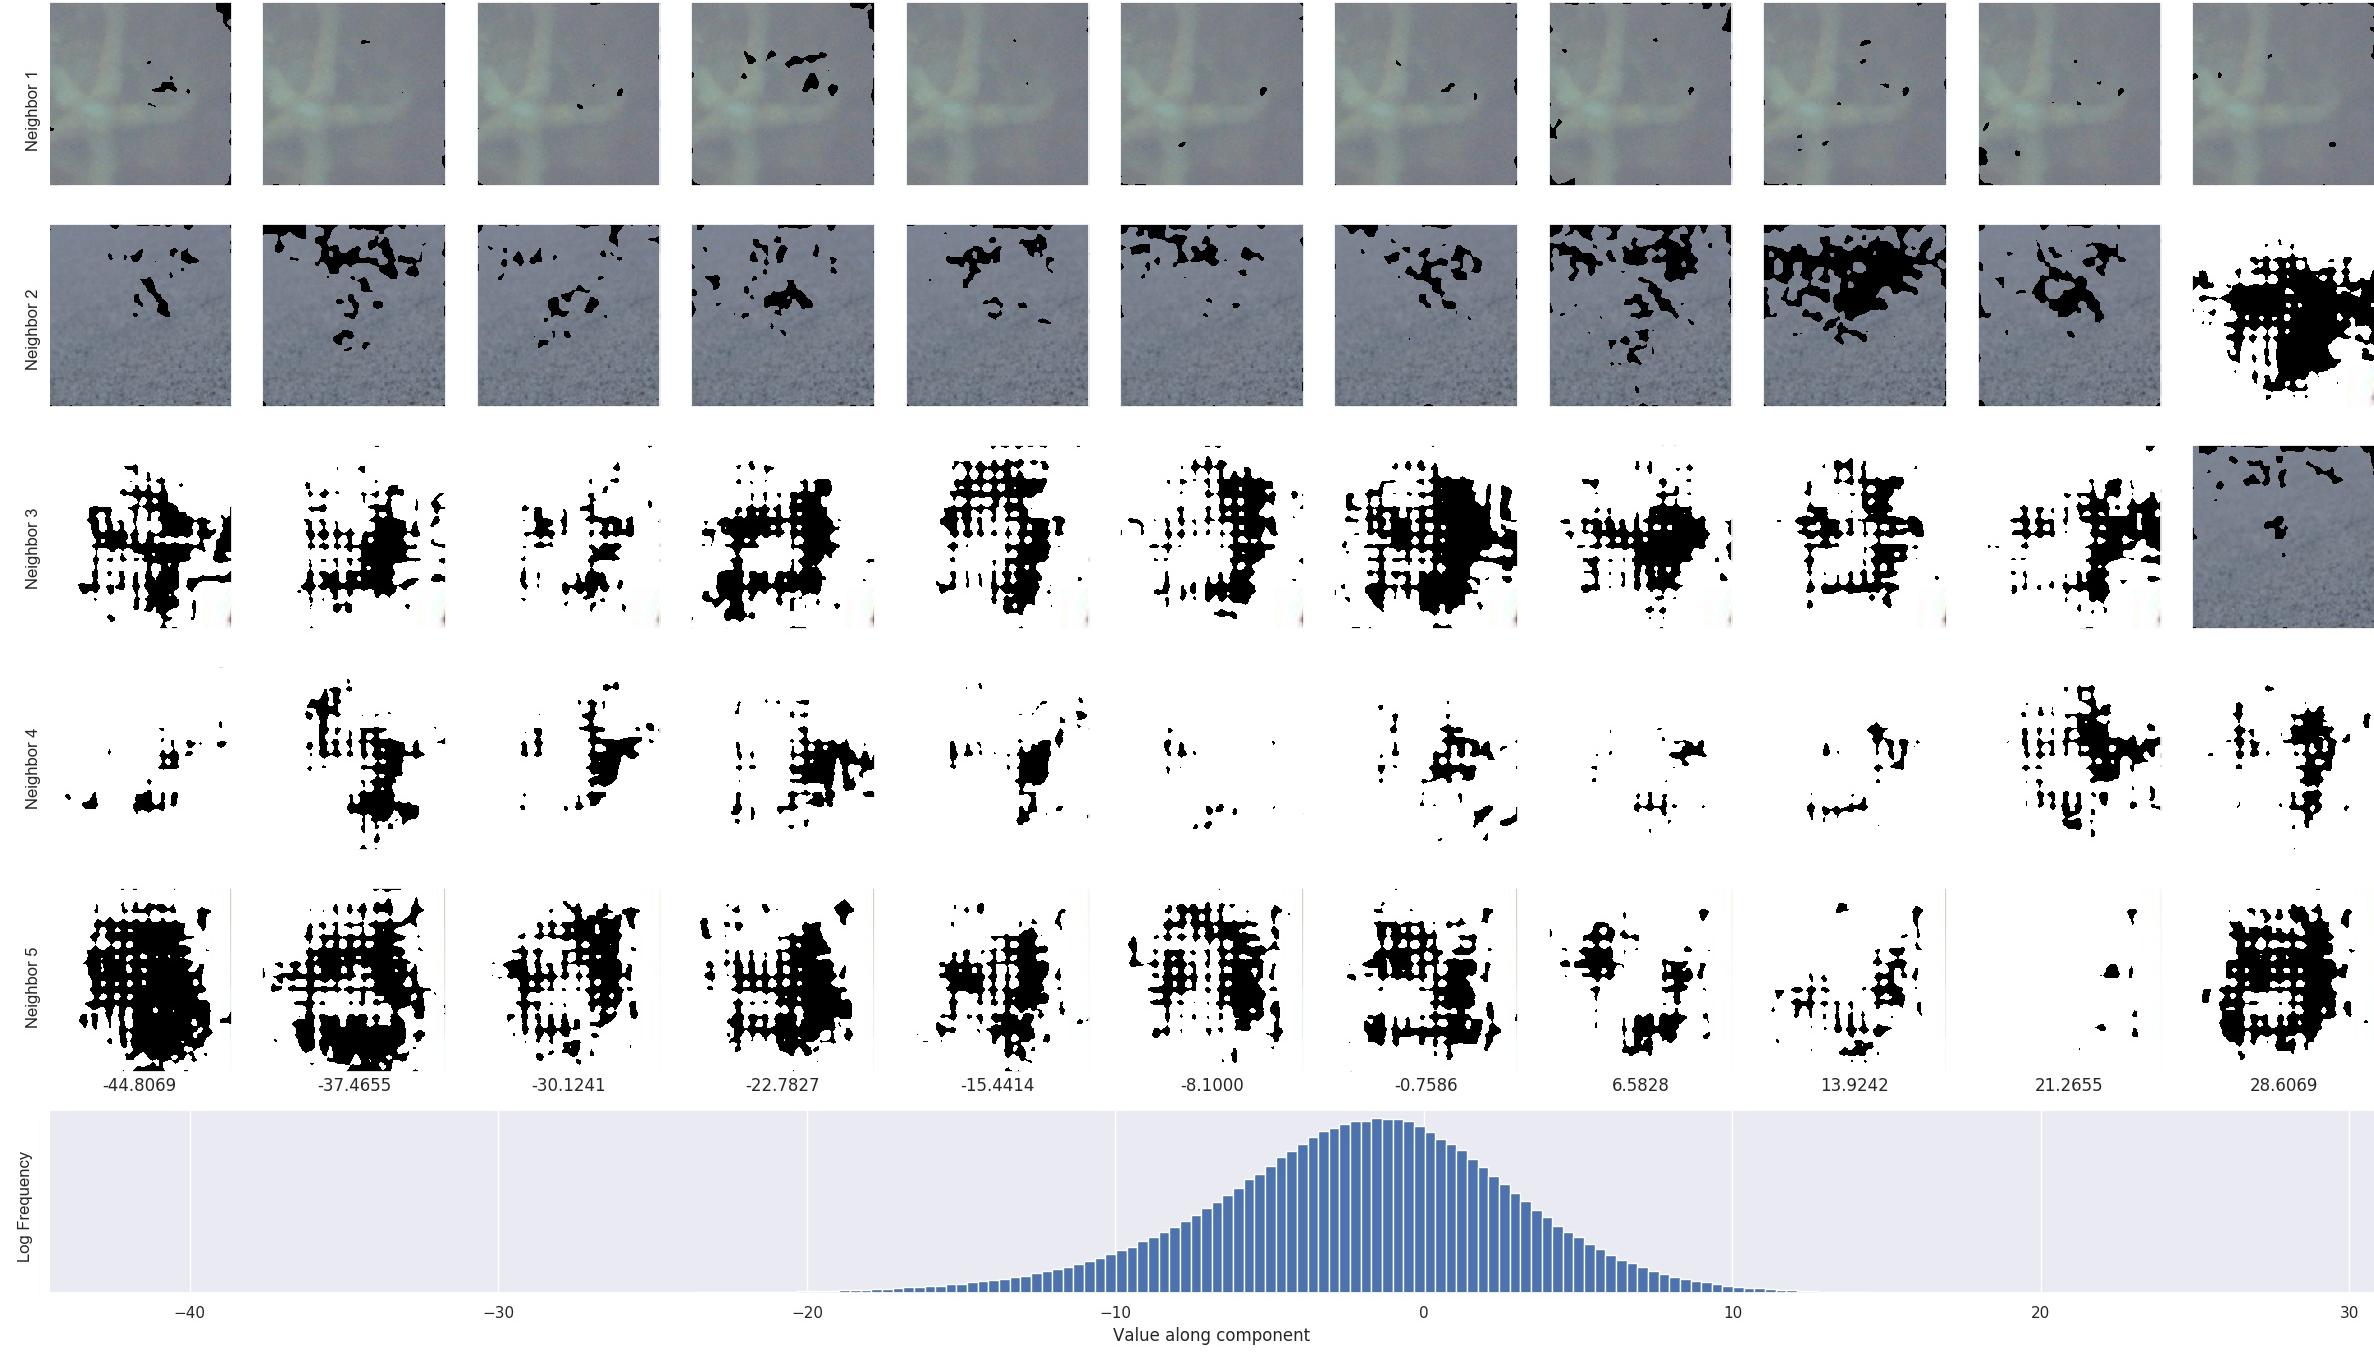 Neighbor 1
Neighbor 2
Neighbor 3
Neighbor 4
Neighbor 5
-44.8069 -37.4655 -30.1241 -22.7827 -15.4414 -8.1000 -0.7586 6.5828 13.9242 21.2655 28.6069
Log Frequency
−40 −30 −20 −10 0 10 20 30
Value along component